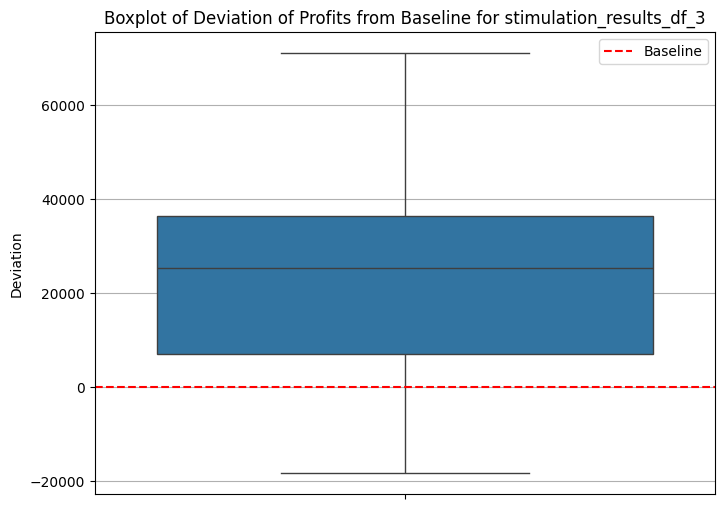 Boxplot of Deviation of Profits from Baseline for stimulation_results_df_3
Baseline
60000
40000
20000
0
−20000
Deviation